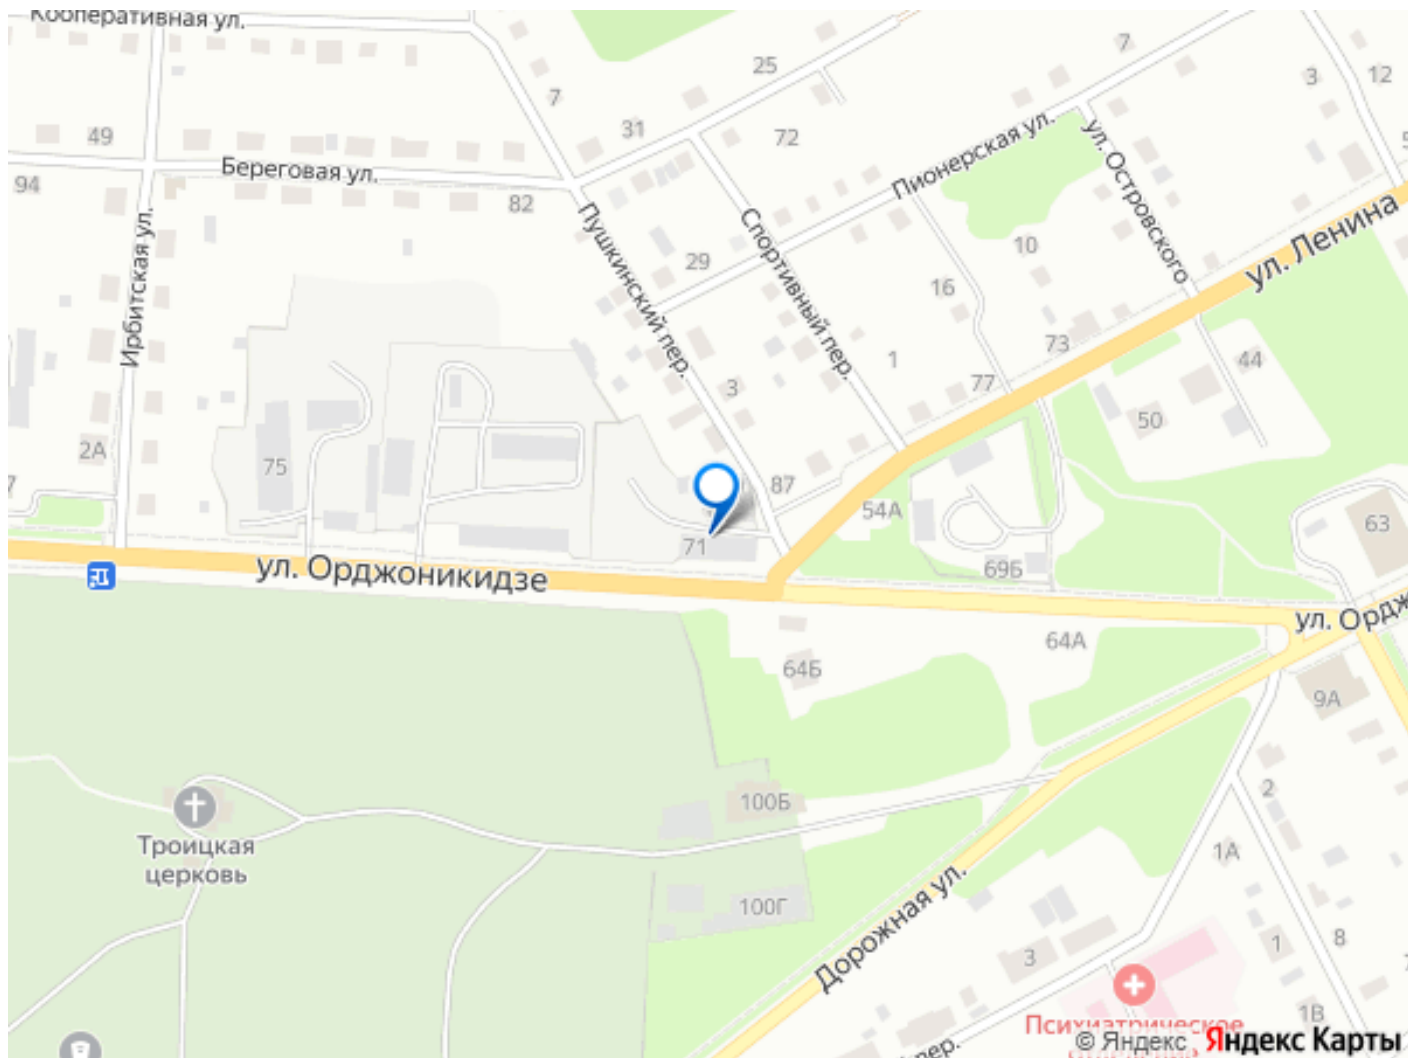 Кооперативная ул.
7
25
7
3
12
31
49
72
Пионерская ул.
ул. Островского
Береговая ул.
94
82
Ирбитская ул.
Пушкинский пер.
Спортивный пер.
29
10
16
ул. Ленина
73
1
77
44
3
50
2А
75
7
87
54А
63
71
69Б
ул. Орджоникидзе
ул. Ордж
64А
64Б
9А
100Б
2
Троицкая
церковь
1А
100Г
Дорожная ул.
3
1
8
1В
Психиатрическое
пер.
© Яндекс Яндекс Карты